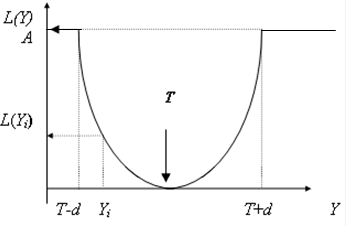 L(Y)
A
T
L(Yi)
T-d Yi T+d Y